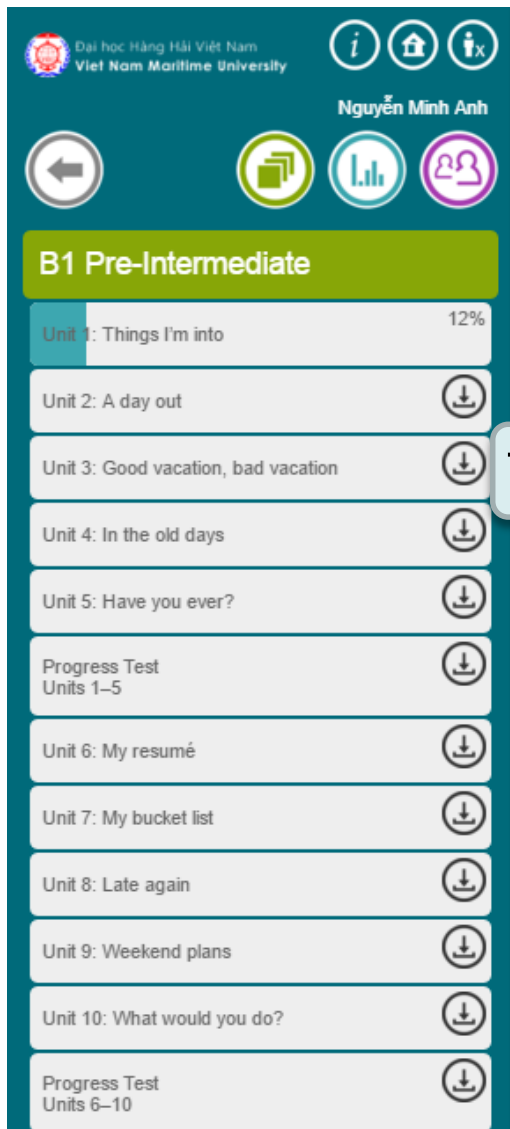 Đại học Hàng Hải Việt Nam
Viet Nam Maritime University
i
x
Nguyễn Minh Anh
B1 Pre-Intermediate
Unit 1: Things I'm into
12%
Unit 2: A day out
Unit 3: Good vacation, bad vacation
Unit 4: In the old days
Unit 5: Have you ever?
Progress Test
Units 1–5
Unit 6: My resumé
Unit 7: My bucket list
Unit 8: Late again
Unit 9: Weekend plans
Unit 10: What would you do?
Progress Test
Units 6–10